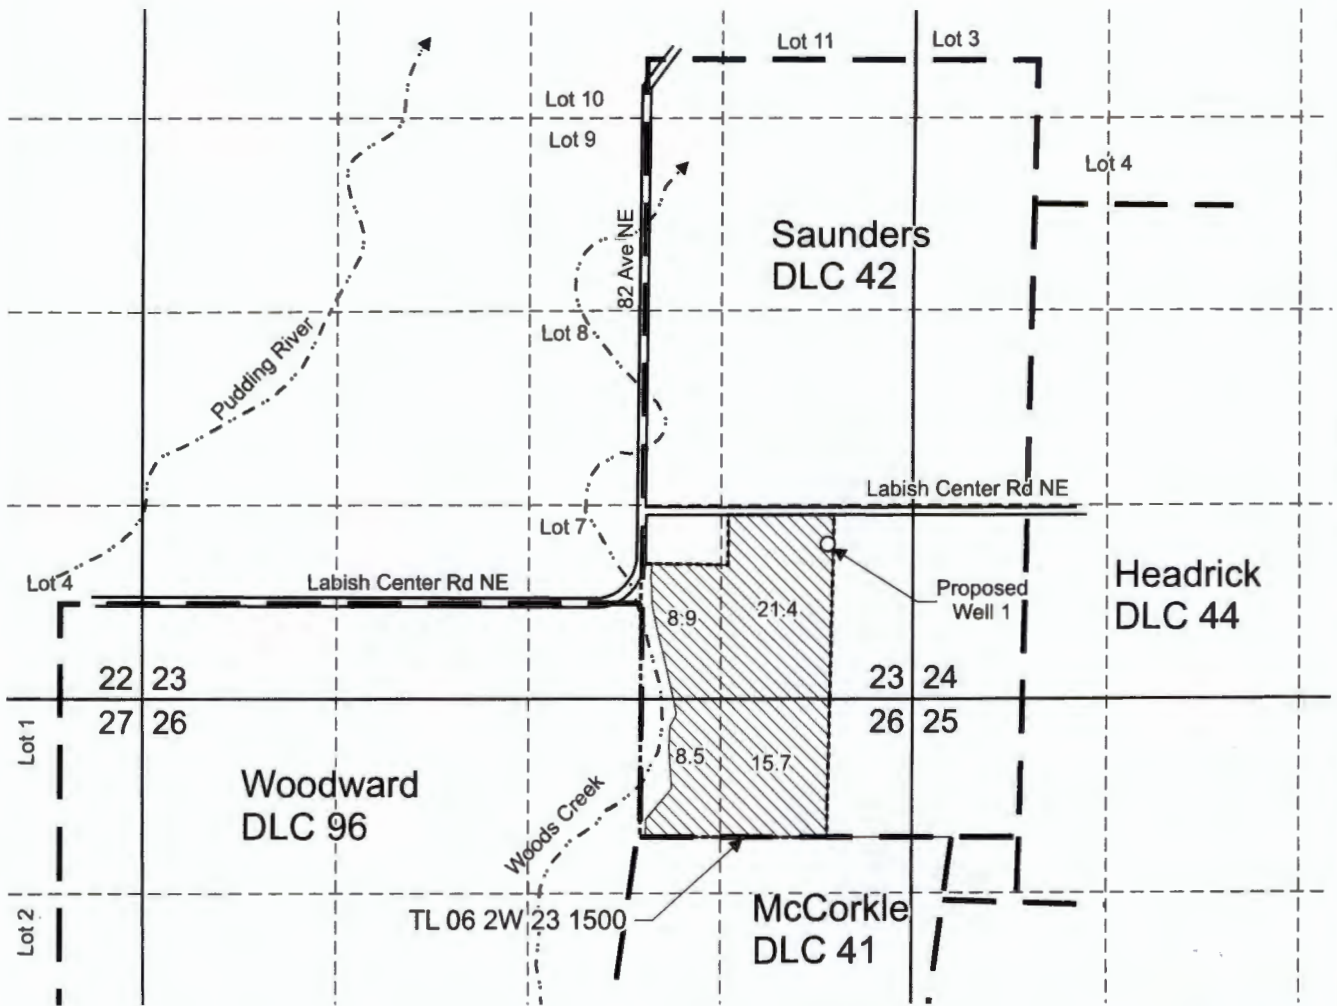 Lot 11
Lot 3
Lot 10
Lot 9
Lot 4
Saunders
DLC 42
82 Ave NE
Lot 8
Pudding River
Labish Center Rd NE
Lot 7
Lot 4
Labish Center Rd NE
Proposed
Well 1
Headrick
DLC 44
8.9
21.4
22 23
27 26
23 24
26 25
Lot 1
8.5
15.7
Woodward
DLC 96
Woods Creek
TL 06 2W 23 1500
McCorkle
DLC 41
Lot 2